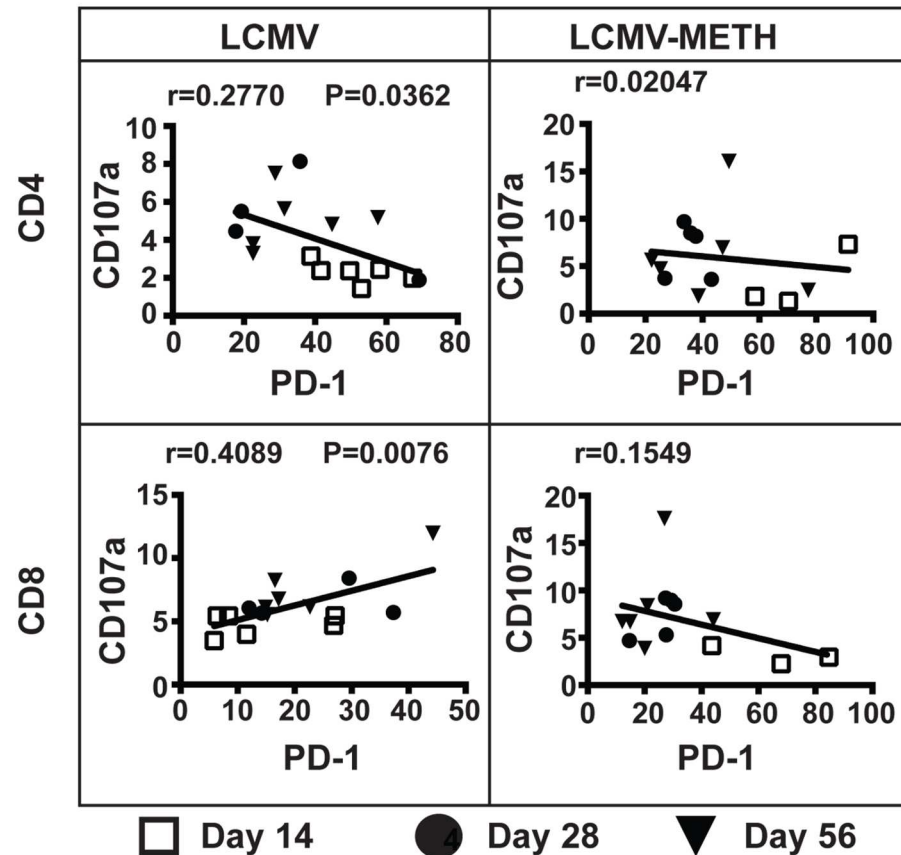 LCMV LCMV-METH
CD4
r=0.2770 P=0.0362
CD107a
10
8
6
4
2
0
0 20 40 60 80
PD-1
r=0.02047
CD107a
20
15
10
5
0
0 20 40 60 80 100
PD-1
CD8
r=0.4089 P=0.0076
CD107a
15
10
5
0
0 10 20 30 40 50
PD-1
r=0.1549
CD107a
20
15
10
5
0
0 20 40 60 80 100
PD-1
Day 14 4 Day 28 Day 56